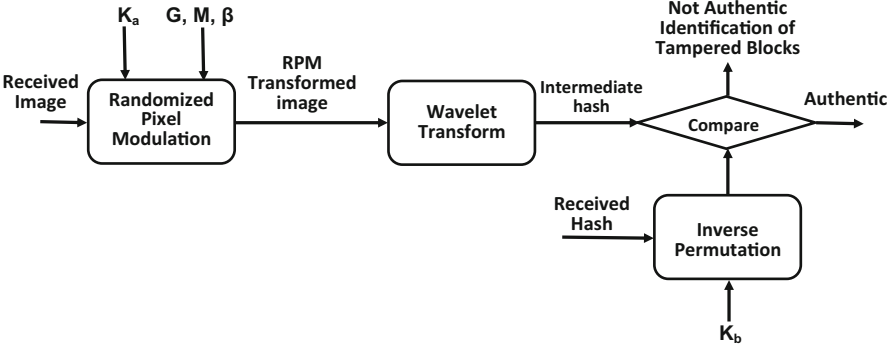 Kₐ
G, M, β
Not Authentic
Identification of
Tampered Blocks
Received
Image
Randomized
Pixel
Modulation
RPM
Transformed
image
Wavelet
Transform
Intermediate
hash
Compare
Authentic
Received
Hash
Inverse
Permutation
K_b